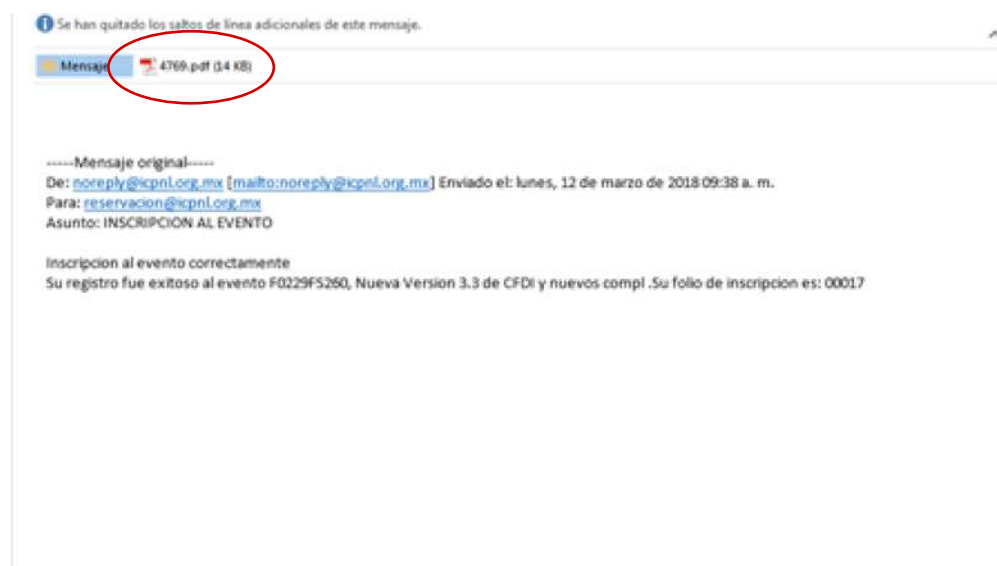 Se han quitado los saltos de línea adicionales de este mensaje.
Mensaje 4769.pdf (14 KB)
-----Mensaje original-----
De: noreply@icpnl.org.mx [mailto:noreply@icpnl.org.mx] Enviado el: lunes, 12 de marzo de 2018 09:38 a. m.
Para: reservacion@icpnl.org.mx
Asunto: INSCRIPCION AL EVENTO
Inscripcion al evento correctamente
Su registro fue exitoso al evento F0229FS260, Nueva Version 3.3 de CFDI y nuevos compl .Su folio de inscripcion es: 00017